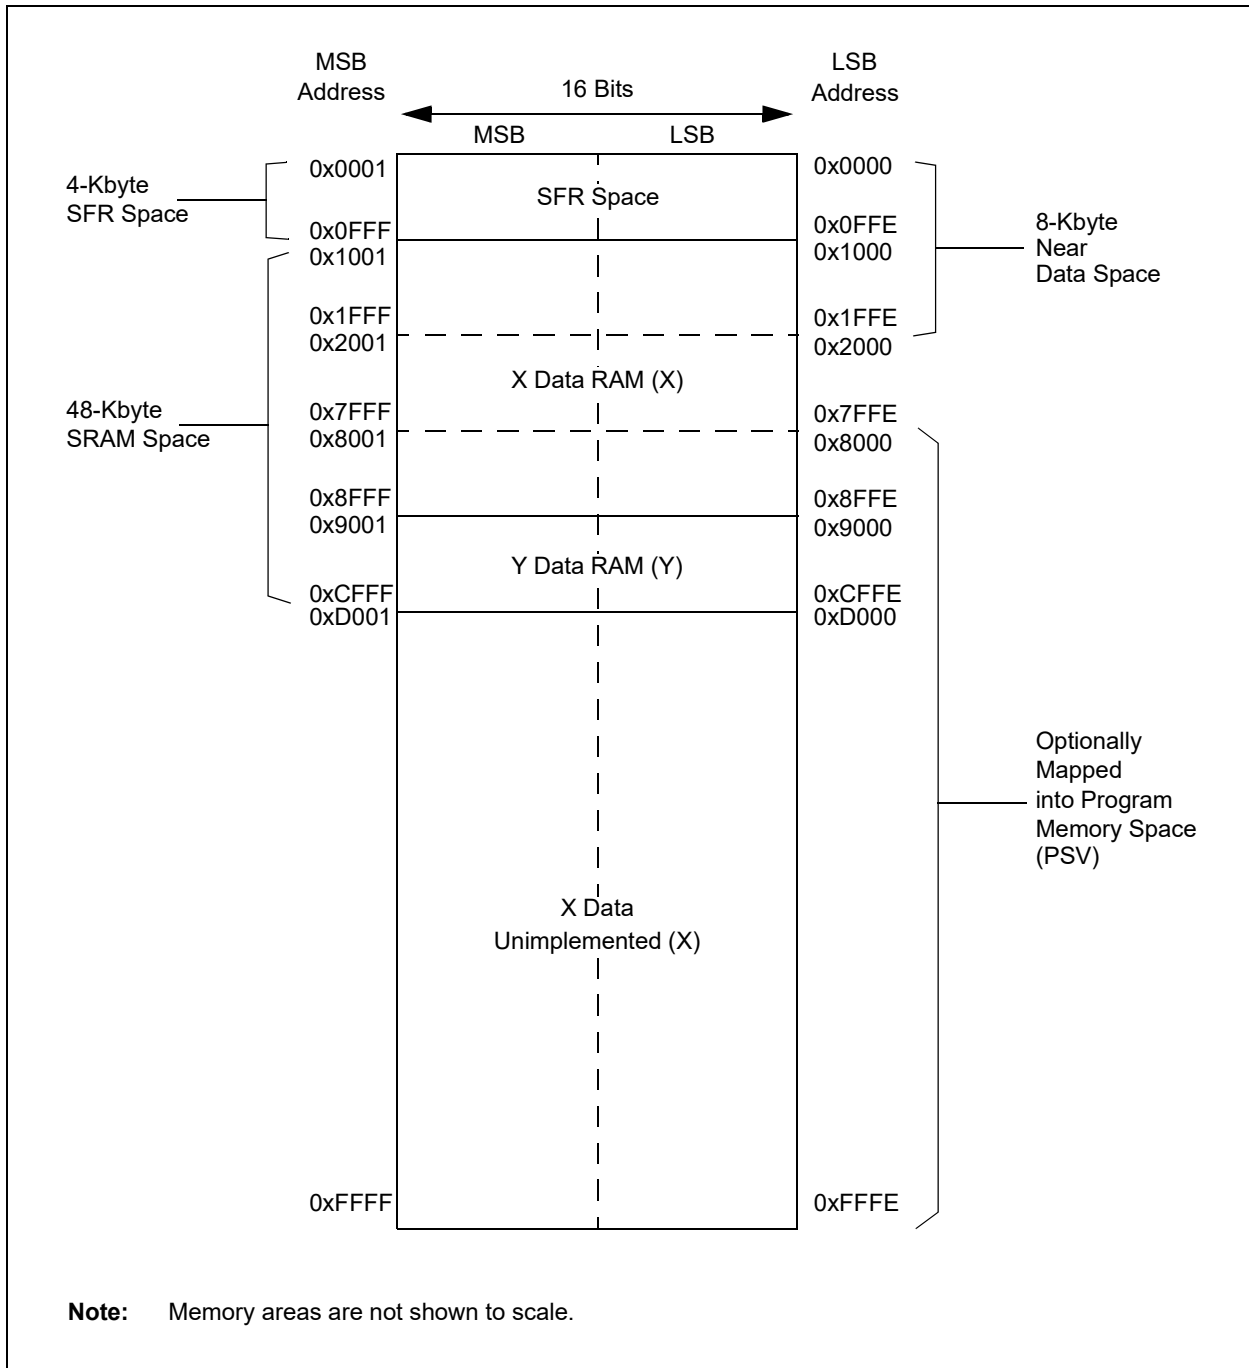 MSB
Address
LSB
Address
16 Bits
MSB
LSB
0x0001
0x0000
4-Kbyte
SFR Space
SFR Space
0x0FFF
0x0FFE
0x1001
0x1000
8-Kbyte
Near
Data Space
0x1FFF
0x1FFE
0x2001
0x2000
X Data RAM (X)
48-Kbyte
SRAM Space
0x7FFF
0x7FFE
0x8001
0x8000
0x8FFF
0x8FFE
0x9001
0x9000
Y Data RAM (Y)
0xCFFF
0xCFFE
0xD001
0xD000
Optionally
Mapped
into Program
Memory Space
(PSV)
X Data
Unimplemented (X)
0xFFFF
0xFFFE
Note: Memory areas are not shown to scale.